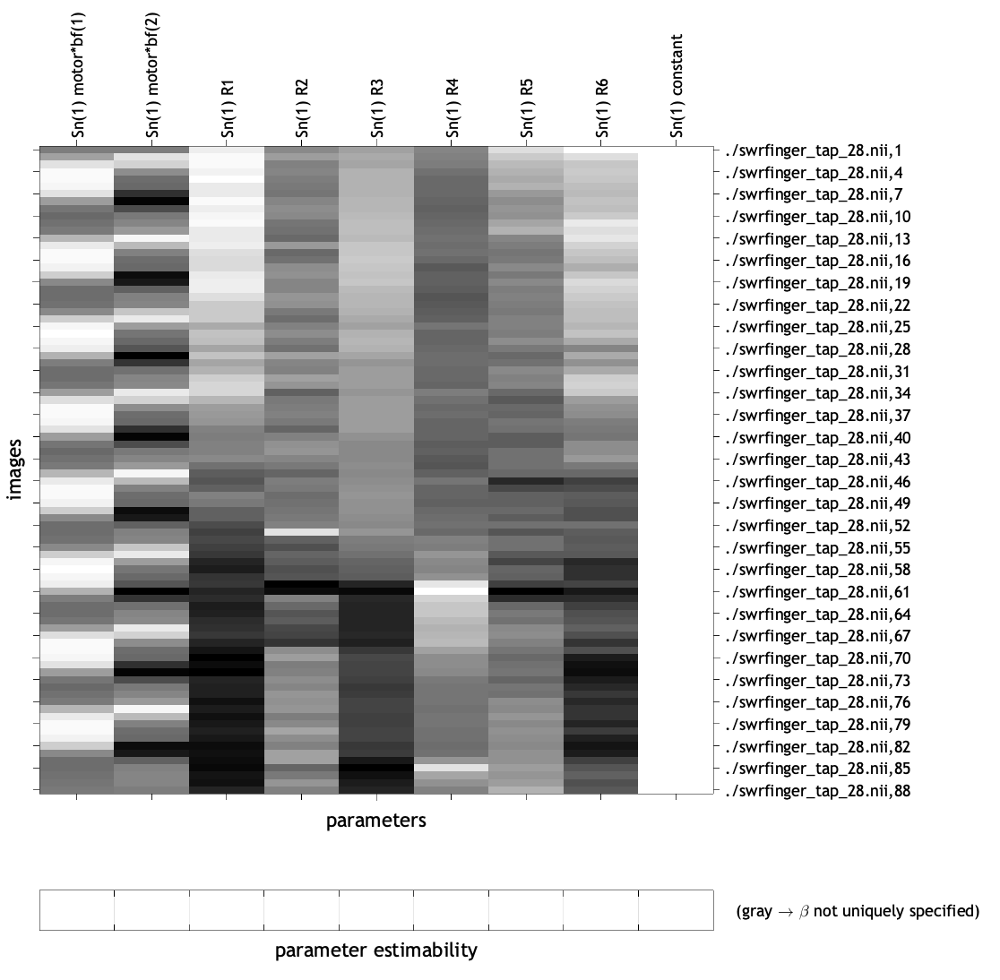 Sn(1) motor*bf(1)
Sn(1) motor*bf(2)
Sn(1) R1
Sn(1) R2
Sn(1) R3
Sn(1) R4
Sn(1) R5
Sn(1) R6
Sn(1) constant
./swrfinger_tap_28.nii,1
./swrfinger_tap_28.nii,4
./swrfinger_tap_28.nii,7
./swrfinger_tap_28.nii,10
./swrfinger_tap_28.nii,13
./swrfinger_tap_28.nii,16
./swrfinger_tap_28.nii,19
./swrfinger_tap_28.nii,22
./swrfinger_tap_28.nii,25
./swrfinger_tap_28.nii,28
./swrfinger_tap_28.nii,31
./swrfinger_tap_28.nii,34
./swrfinger_tap_28.nii,37
./swrfinger_tap_28.nii,40
./swrfinger_tap_28.nii,43
./swrfinger_tap_28.nii,46
./swrfinger_tap_28.nii,49
./swrfinger_tap_28.nii,52
./swrfinger_tap_28.nii,55
./swrfinger_tap_28.nii,58
./swrfinger_tap_28.nii,61
./swrfinger_tap_28.nii,64
./swrfinger_tap_28.nii,67
./swrfinger_tap_28.nii,70
./swrfinger_tap_28.nii,73
./swrfinger_tap_28.nii,76
./swrfinger_tap_28.nii,79
./swrfinger_tap_28.nii,82
./swrfinger_tap_28.nii,85
./swrfinger_tap_28.nii,88
images
parameters
(gray → β not uniquely specified)
parameter estimability